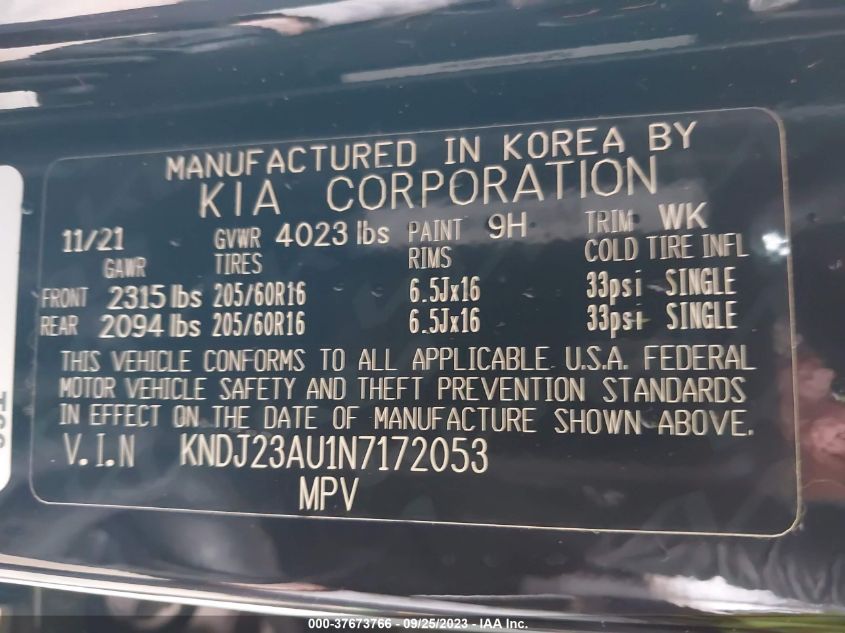 MANUFACTURED IN KOREA BY
KIA CORPORATION
11/21 GVWR 4023 lbs PAINT 9H TRIM WK
GAWR TIRES RIMS COLD TIRE INFL
FRONT 2315 lbs 205/60R16 6.5Jx16 33psi SINGLE
REAR 2094 lbs 205/60R16 6.5Jx16 33psi SINGLE
THIS VEHICLE CONFORMS TO ALL APPLICABLE U.S.A. FEDERAL
MOTOR VEHICLE SAFETY AND THEFT PREVENTION STANDARDS
IN EFFECT ON THE DATE OF MANUFACTURE SHOWN ABOVE.
V.I.N KNDJ23AU1N7172053
MPV
000-37673766 - 09/25/2023 - IAA Inc.